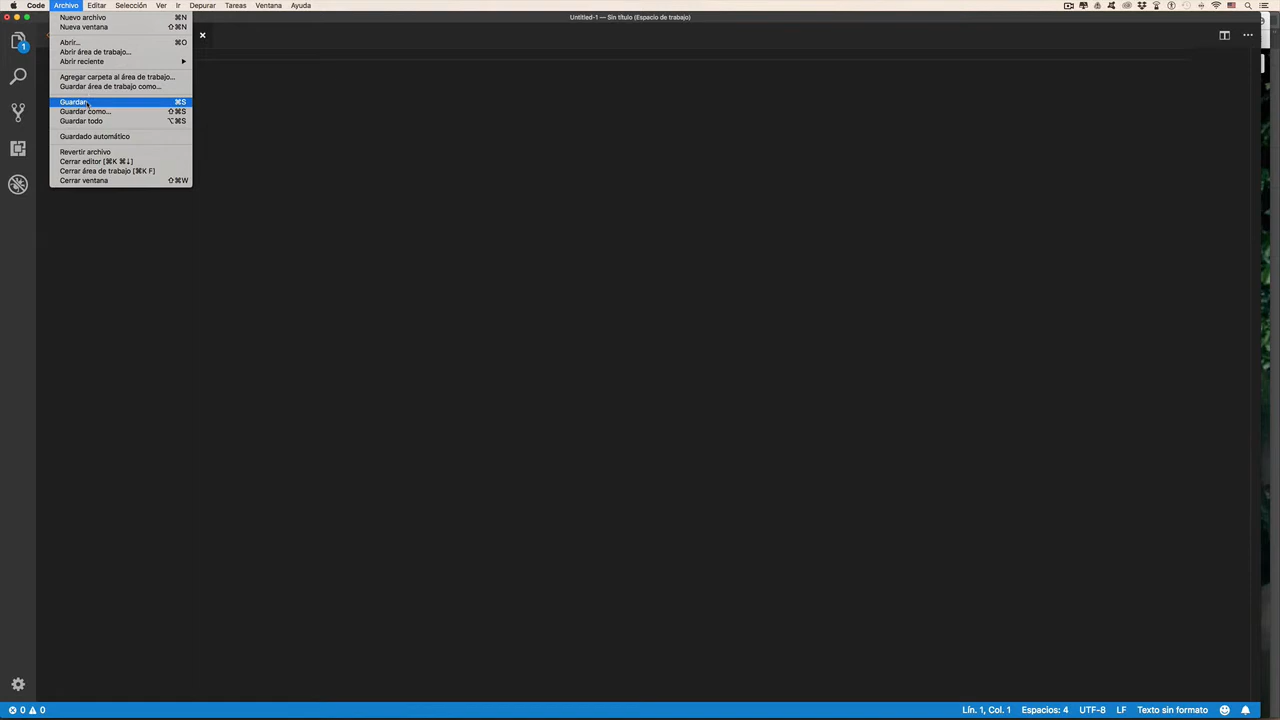 Code Archivo Editar Selección Ver Ir Depurar Tareas Ventana Ayuda
Untitled-1 — Sin título (Espacio de trabajo)
Nuevo archivo ⌘N
Nueva ventana ⇧⌘N
Abrir... ⌘O
Abrir área de trabajo...
Abrir reciente
Agregar carpeta al área de trabajo...
Guardar área de trabajo como...
Guardar ⌘S
Guardar como... ⇧⌘S
Guardar todo ⌥⌘S
Guardado automático
Revertir archivo
Cerrar editor [⌘K ⌘↓]
Cerrar área de trabajo [⌘K F]
Cerrar ventana ⇧⌘W
1
0 0 Lín. 1, Col. 1 Espacios: 4 UTF-8 LF Texto sin formato